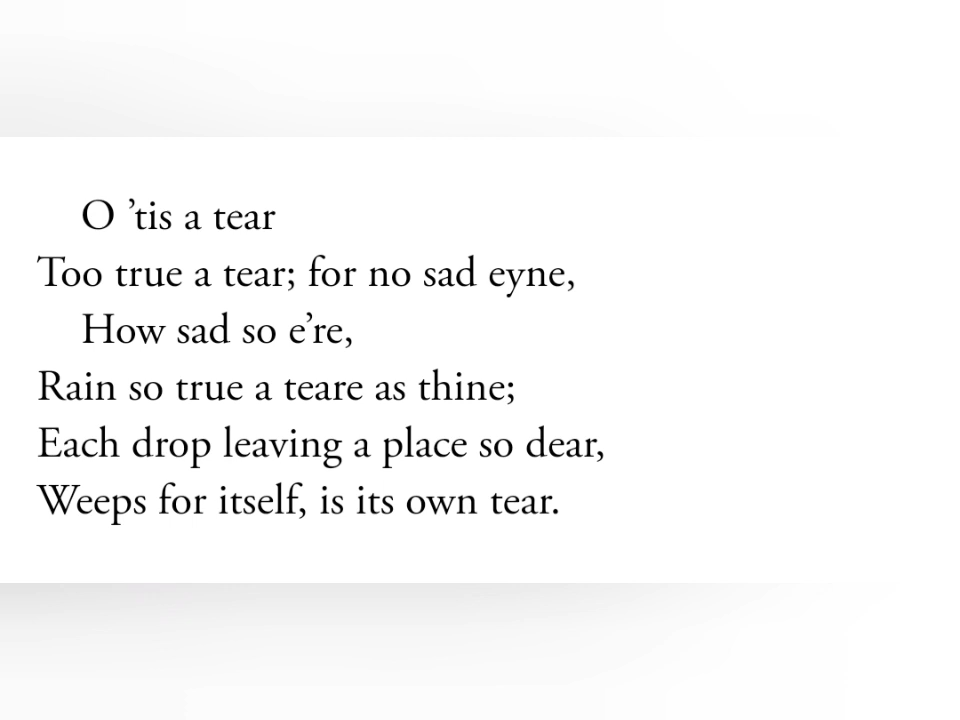 O ’tis a tear
Too true a tear; for no sad eyne,
How sad so e’re,
Rain so true a teare as thine;
Each drop leaving a place so dear,
Weeps for itself, is its own tear.